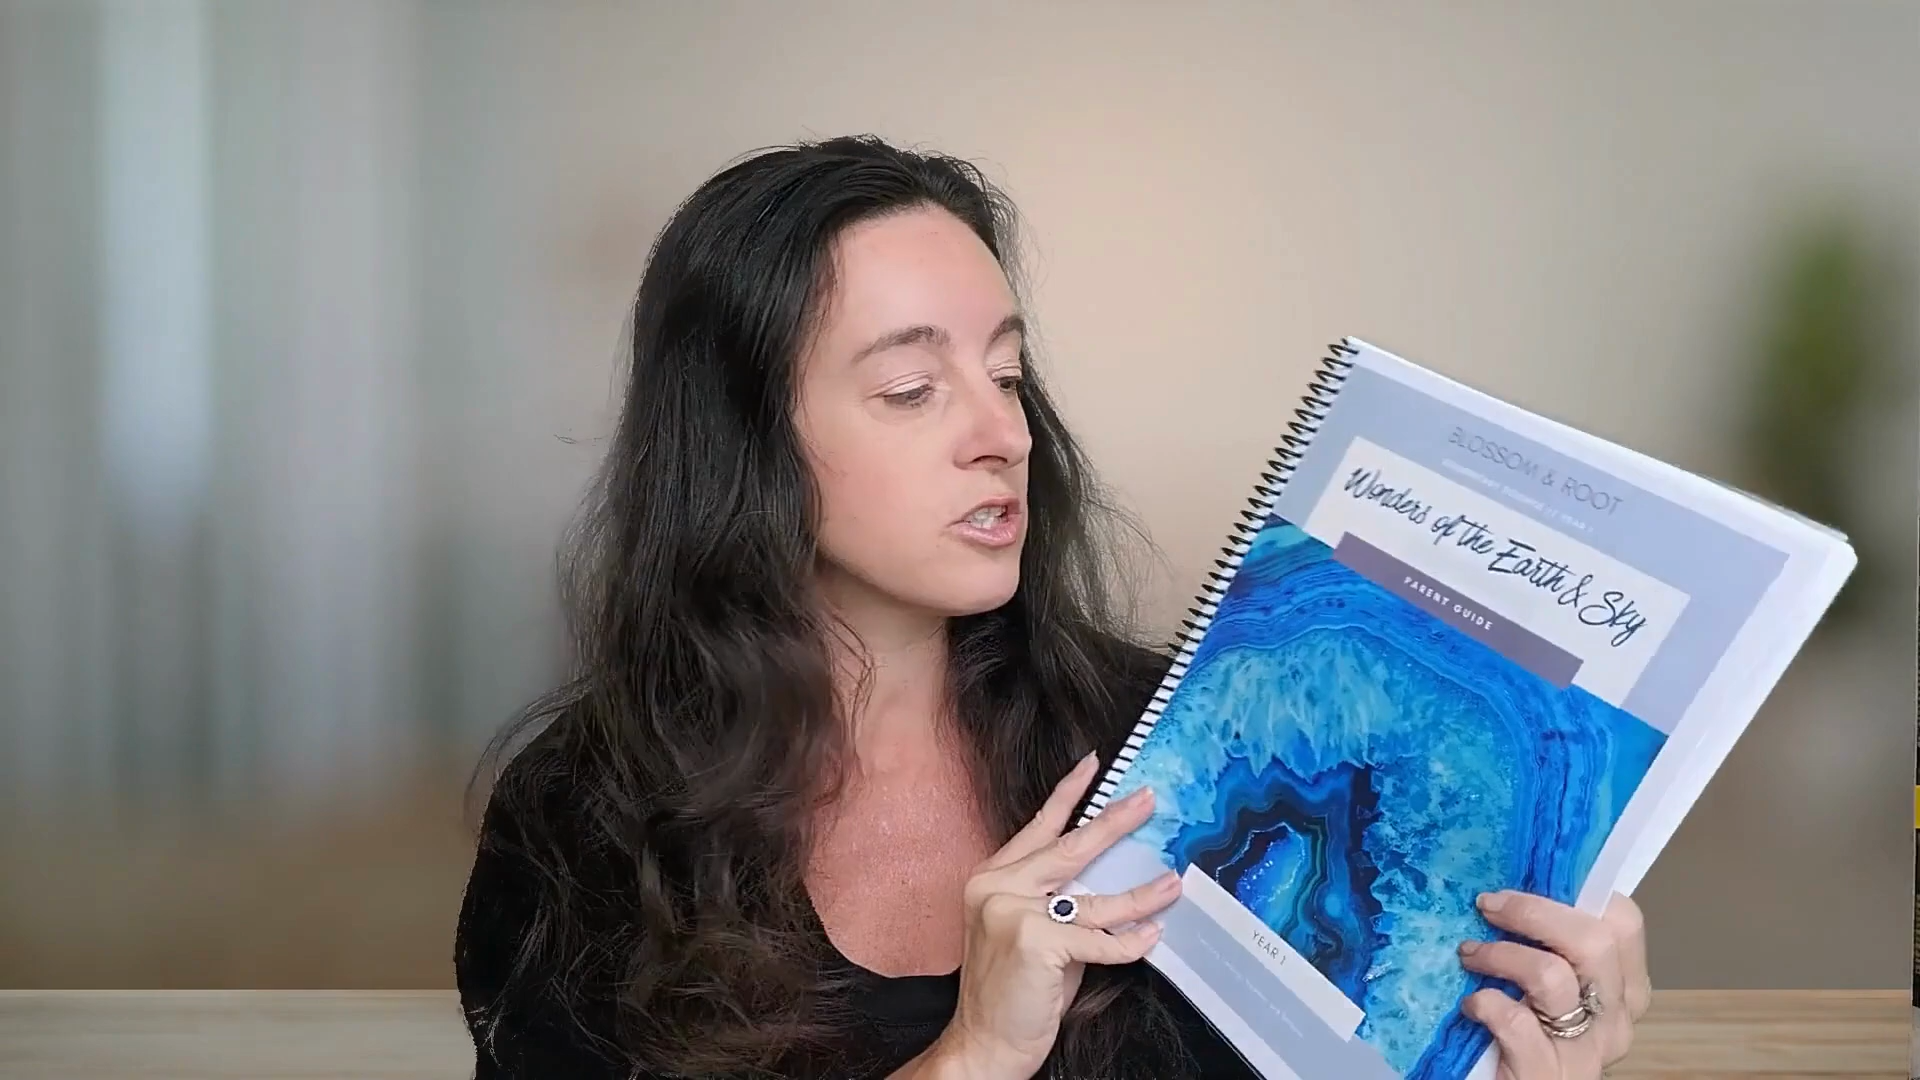 BLOSSOM & ROOT
Wonders of the Earth & Sky
PARENT GUIDE
YEAR 1